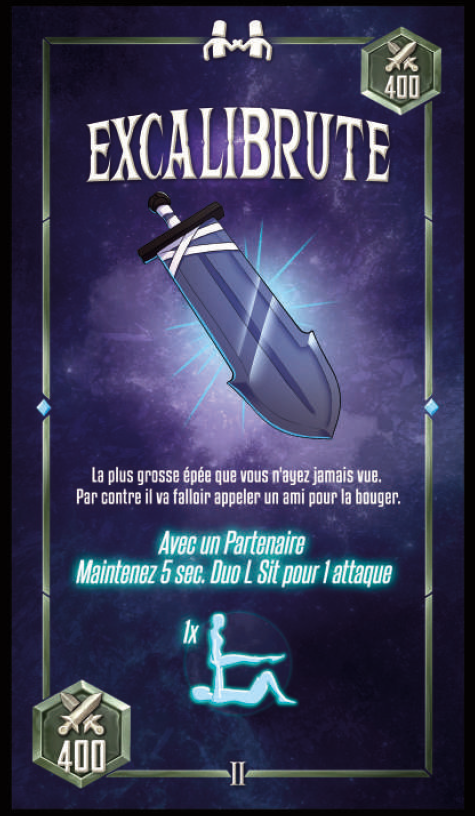 400
EXCALIBRUTE
La plus grosse épée que vous n'ayez jamais vue.
Par contre il va falloir appeler un ami pour la bouger.
Avec un Partenaire
Maintenez 5 sec. Duo L Sit pour 1 attaque
1x
400
II